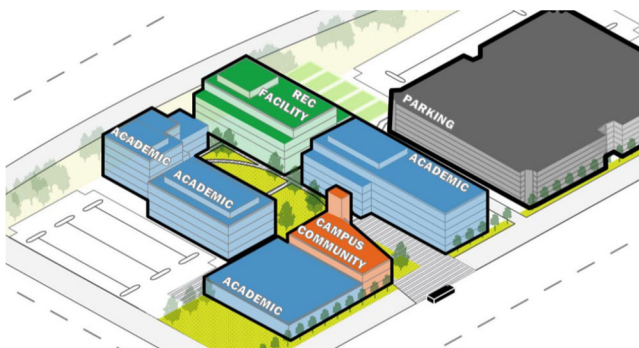 REC
FACILITY
PARKING
ACADEMIC
ACADEMIC
ACADEMIC
CAMPUS
COMMUNITY
ACADEMIC